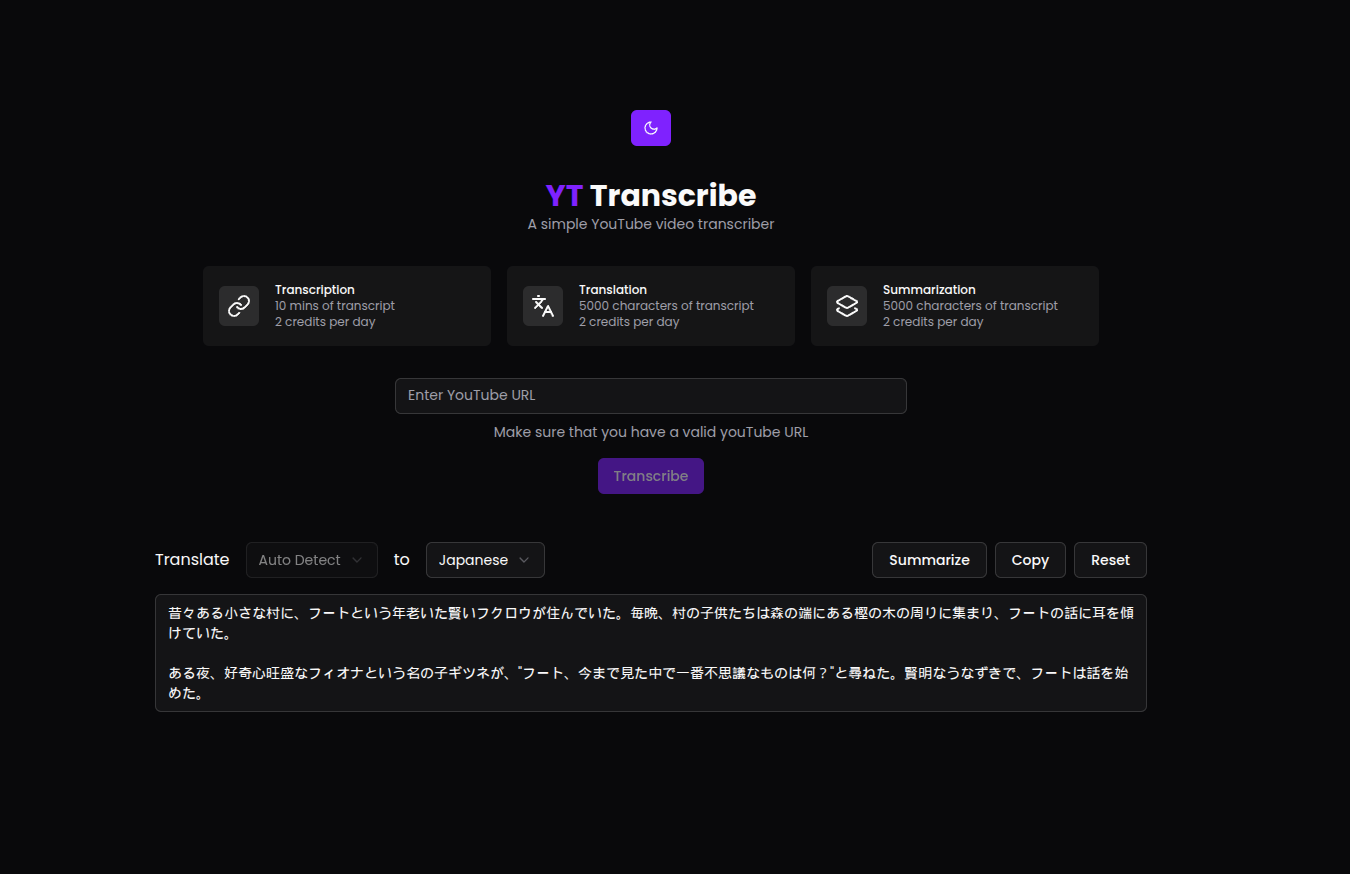 YT Transcribe
A simple YouTube video transcriber
Transcription
10 mins of transcript
2 credits per day
Translation
5000 characters of transcript
2 credits per day
Summarization
5000 characters of transcript
2 credits per day
Enter YouTube URL
Make sure that you have a valid youTube URL
Transcribe
Translate Auto Detect to Japanese Summarize Copy Reset
昔々ある小さな村に、フートという年老いた賢いフクロウが住んでいた。毎晩、村の子供たちは森の端にある樫の木の周りに集まり、フートの話に耳を傾
けていた。
ある夜、好奇心旺盛なフィオナという名の子ギツネが、"フート、今まで見た中で一番不思議なものは何？"と尋ねた。賢明なうなずきで、フートは話を始
めた。